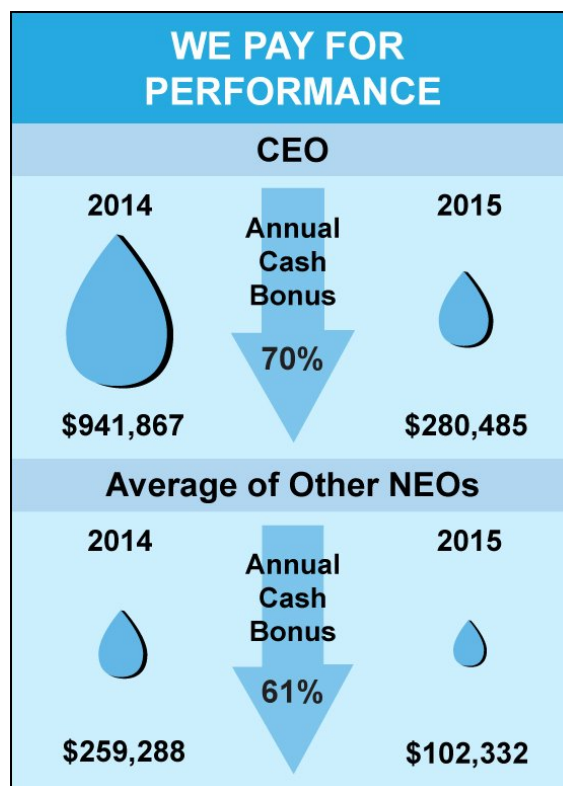 WE PAY FOR
PERFORMANCE
CEO
2014
2015
Annual
Cash
Bonus
70%
$941,867
$280,485
Average of Other NEOs
2014
2015
Annual
Cash
Bonus
61%
$259,288
$102,332